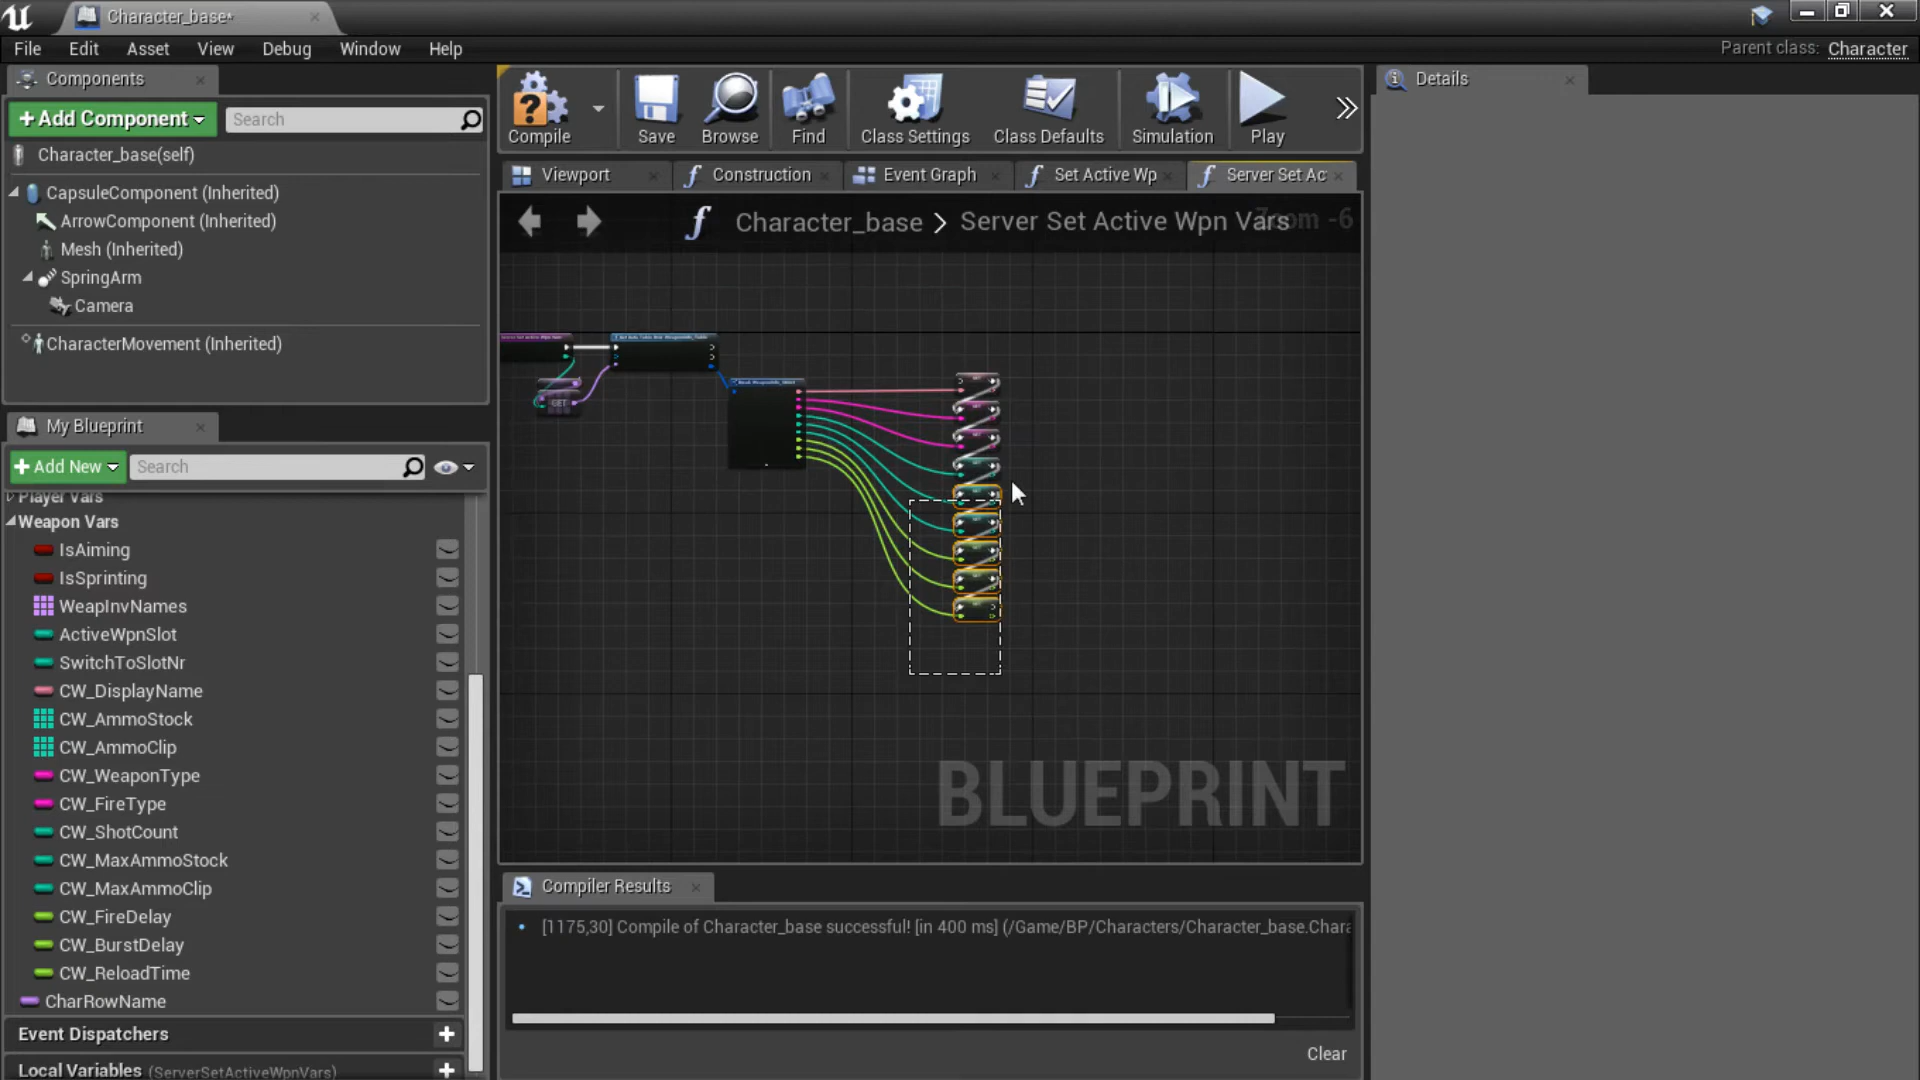 Character_base*
File Edit Asset View Debug Window Help
Parent class: Character
Components
+Add Component
Search
Character_base(self)
CapsuleComponent (Inherited)
ArrowComponent (Inherited)
Mesh (Inherited)
SpringArm
Camera
CharacterMovement (Inherited)
My Blueprint
+Add New
Search
Player Vars
Weapon Vars
IsAiming
IsSprinting
WeapInvNames
ActiveWpnSlot
SwitchToSlotNr
CW_DisplayName
CW_AmmoStock
CW_AmmoClip
CW_WeaponType
CW_FireType
CW_ShotCount
CW_MaxAmmoStock
CW_MaxAmmoClip
CW_FireDelay
CW_BurstDelay
CW_ReloadTime
CharRowName
Event Dispatchers
Local Variables (ServerSetActiveWpnVars)
Compile Save Browse Find Class Settings Class Defaults Simulation Play
Viewport Construction Event Graph Set Active Wp Server Set Ac
Character_base > Server Set Active Wpn Vars
Zoom -6
GET
BLUEPRINT
Compiler Results
[1175,30] Compile of Character_base successful! [in 400 ms] (/Game/BP/Characters/Character_base.Chara
Clear
Details